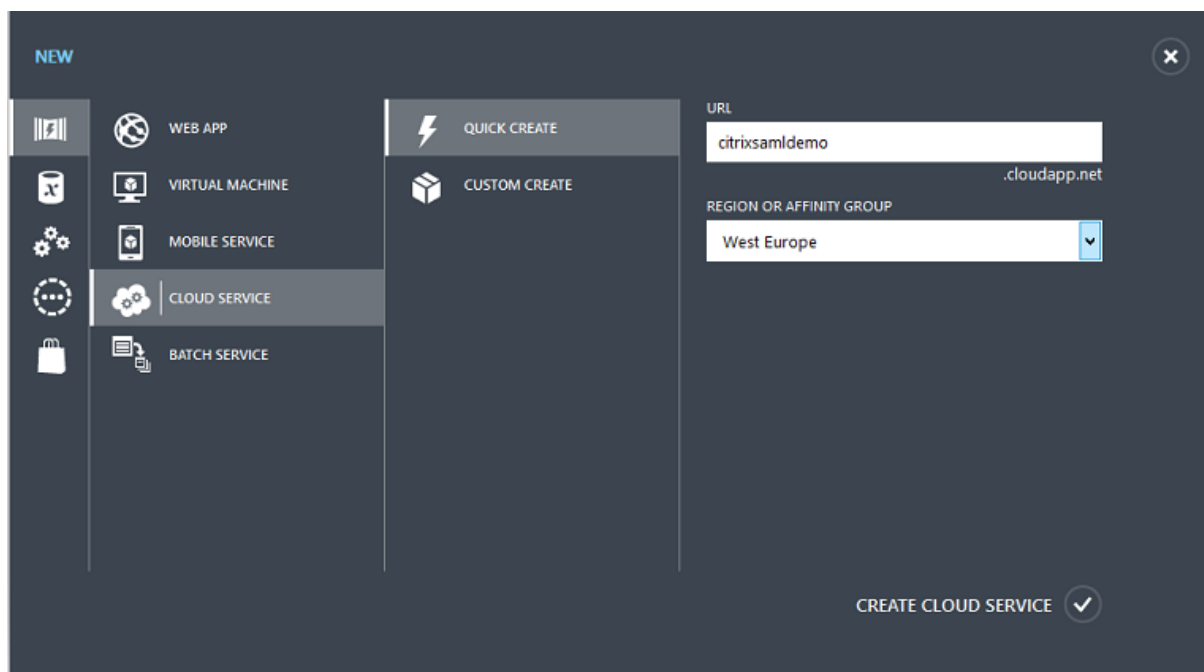 NEW
WEB APP
VIRTUAL MACHINE
MOBILE SERVICE
CLOUD SERVICE
BATCH SERVICE
QUICK CREATE
CUSTOM CREATE
URL
citrixsamldemo
.cloudapp.net
REGION OR AFFINITY GROUP
West Europe
CREATE CLOUD SERVICE